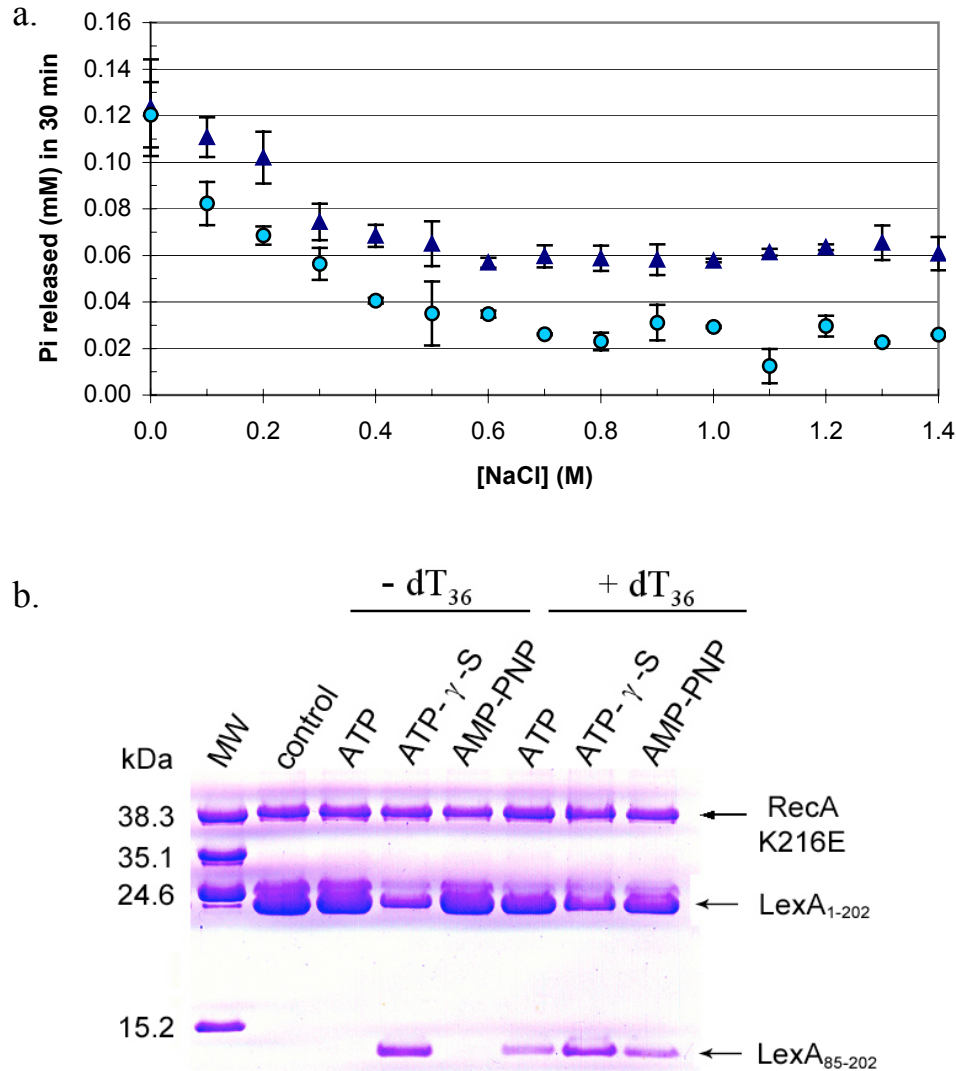 a.
0.16
0.14
0.12
0.10
0.08
0.06
0.04
0.02
0.00
Pi released (mM) in 30 min
0.0 0.2 0.4 0.6 0.8 1.0 1.2 1.4
[NaCl] (M)
b.
- dT36 + dT36
MW control ATP ATP-γ-S AMP-PNP ATP ATP-γ-S AMP-PNP
kDa
38.3
35.1
24.6
15.2
RecA
K216E
LexA1-202
LexA85-202